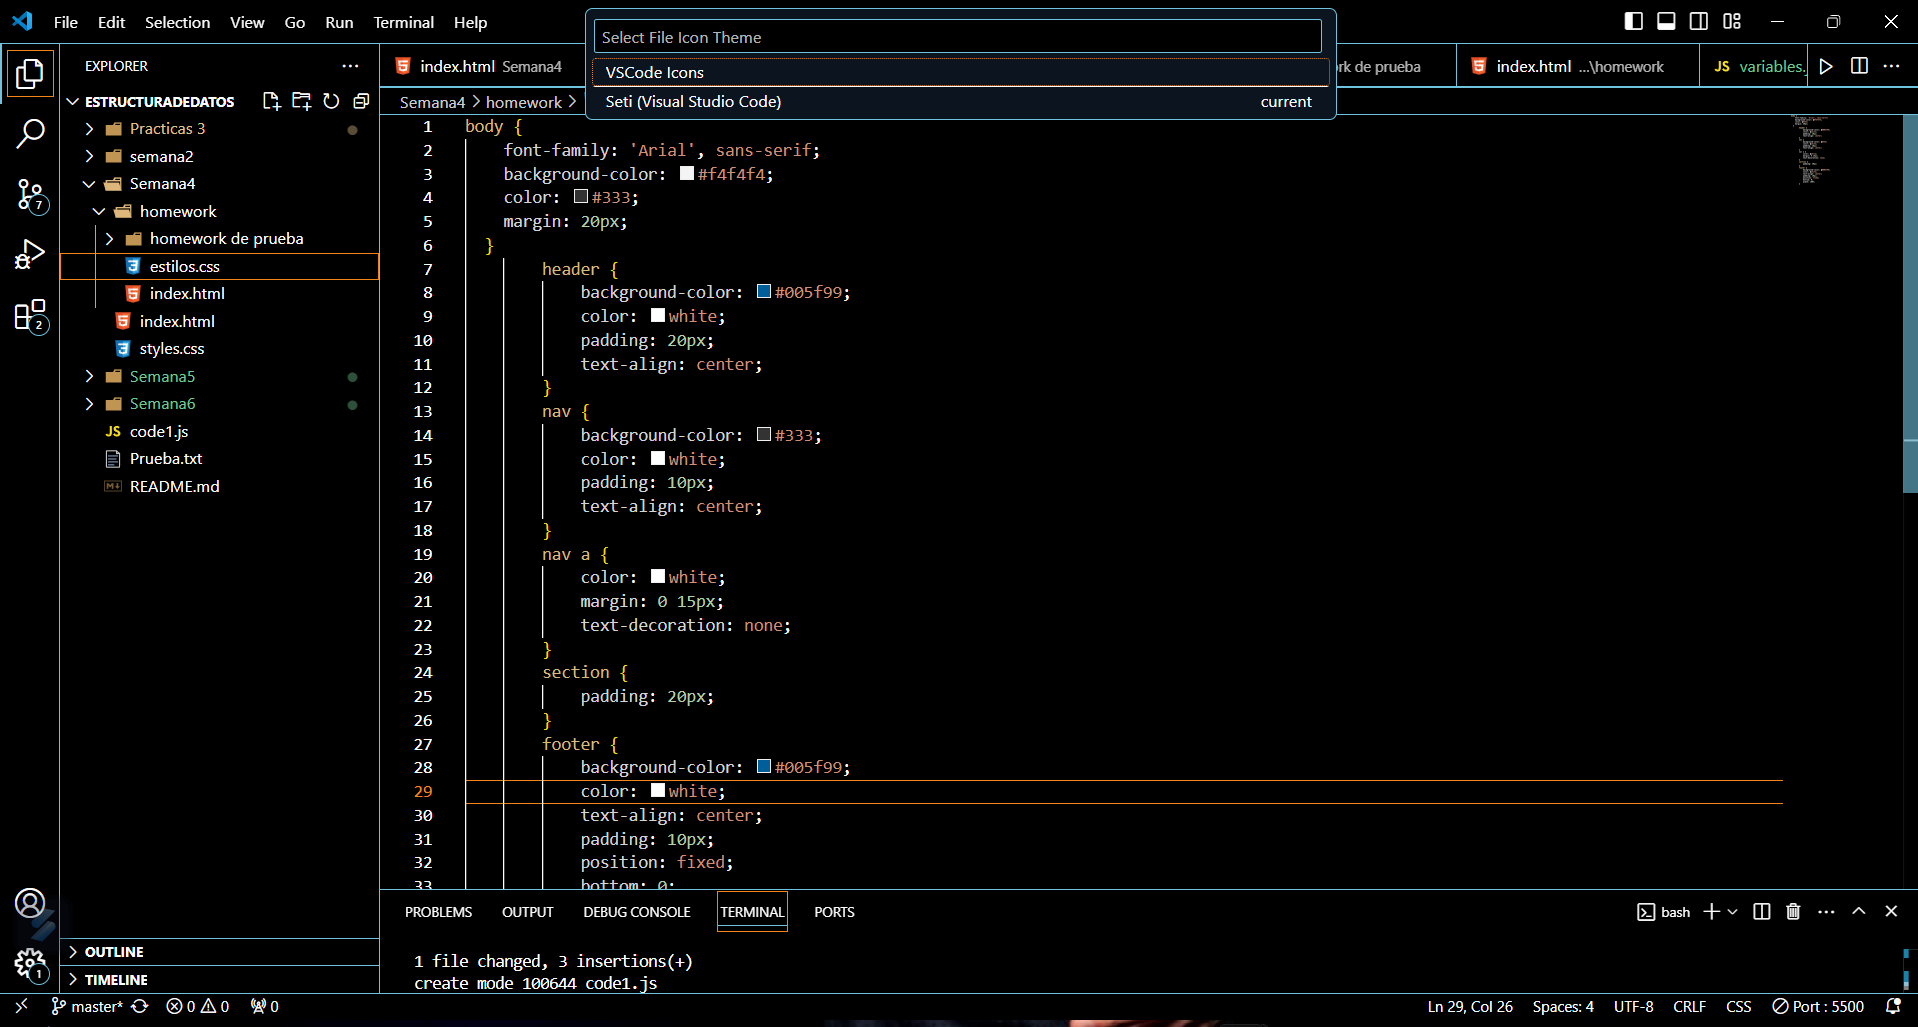 File Edit Selection View Go Run Terminal Help
Select File Icon Theme
VSCode Icons
Seti (Visual Studio Code) current
EXPLORER
ESTRUCTURADEDATOS
Practicas 3
semana2
Semana4
homework
homework de prueba
estilos.css
index.html
index.html
styles.css
Semana5
Semana6
JS code1.js
Prueba.txt
README.md
OUTLINE
TIMELINE
7
2
1
index.html Semana4
rk de prueba
index.html ...\homework
JS variables.
Semana4 > homework >
1 body {
2 font-family: 'Arial', sans-serif;
3 background-color: #f4f4f4;
4 color: #333;
5 margin: 20px;
6 }
7 header {
8 background-color: #005f99;
9 color: white;
10 padding: 20px;
11 text-align: center;
12 }
13 nav {
14 background-color: #333;
15 color: white;
16 padding: 10px;
17 text-align: center;
18 }
19 nav a {
20 color: white;
21 margin: 0 15px;
22 text-decoration: none;
23 }
24 section {
25 padding: 20px;
26 }
27 footer {
28 background-color: #005f99;
29 color: white;
30 text-align: center;
31 padding: 10px;
32 position: fixed;
33 bottom: 0;
PROBLEMS OUTPUT DEBUG CONSOLE TERMINAL PORTS
bash
1 file changed, 3 insertions(+)
create mode 100644 code1.js
master* 0 0 0
Ln 29, Col 26 Spaces: 4 UTF-8 CRLF CSS Port : 5500